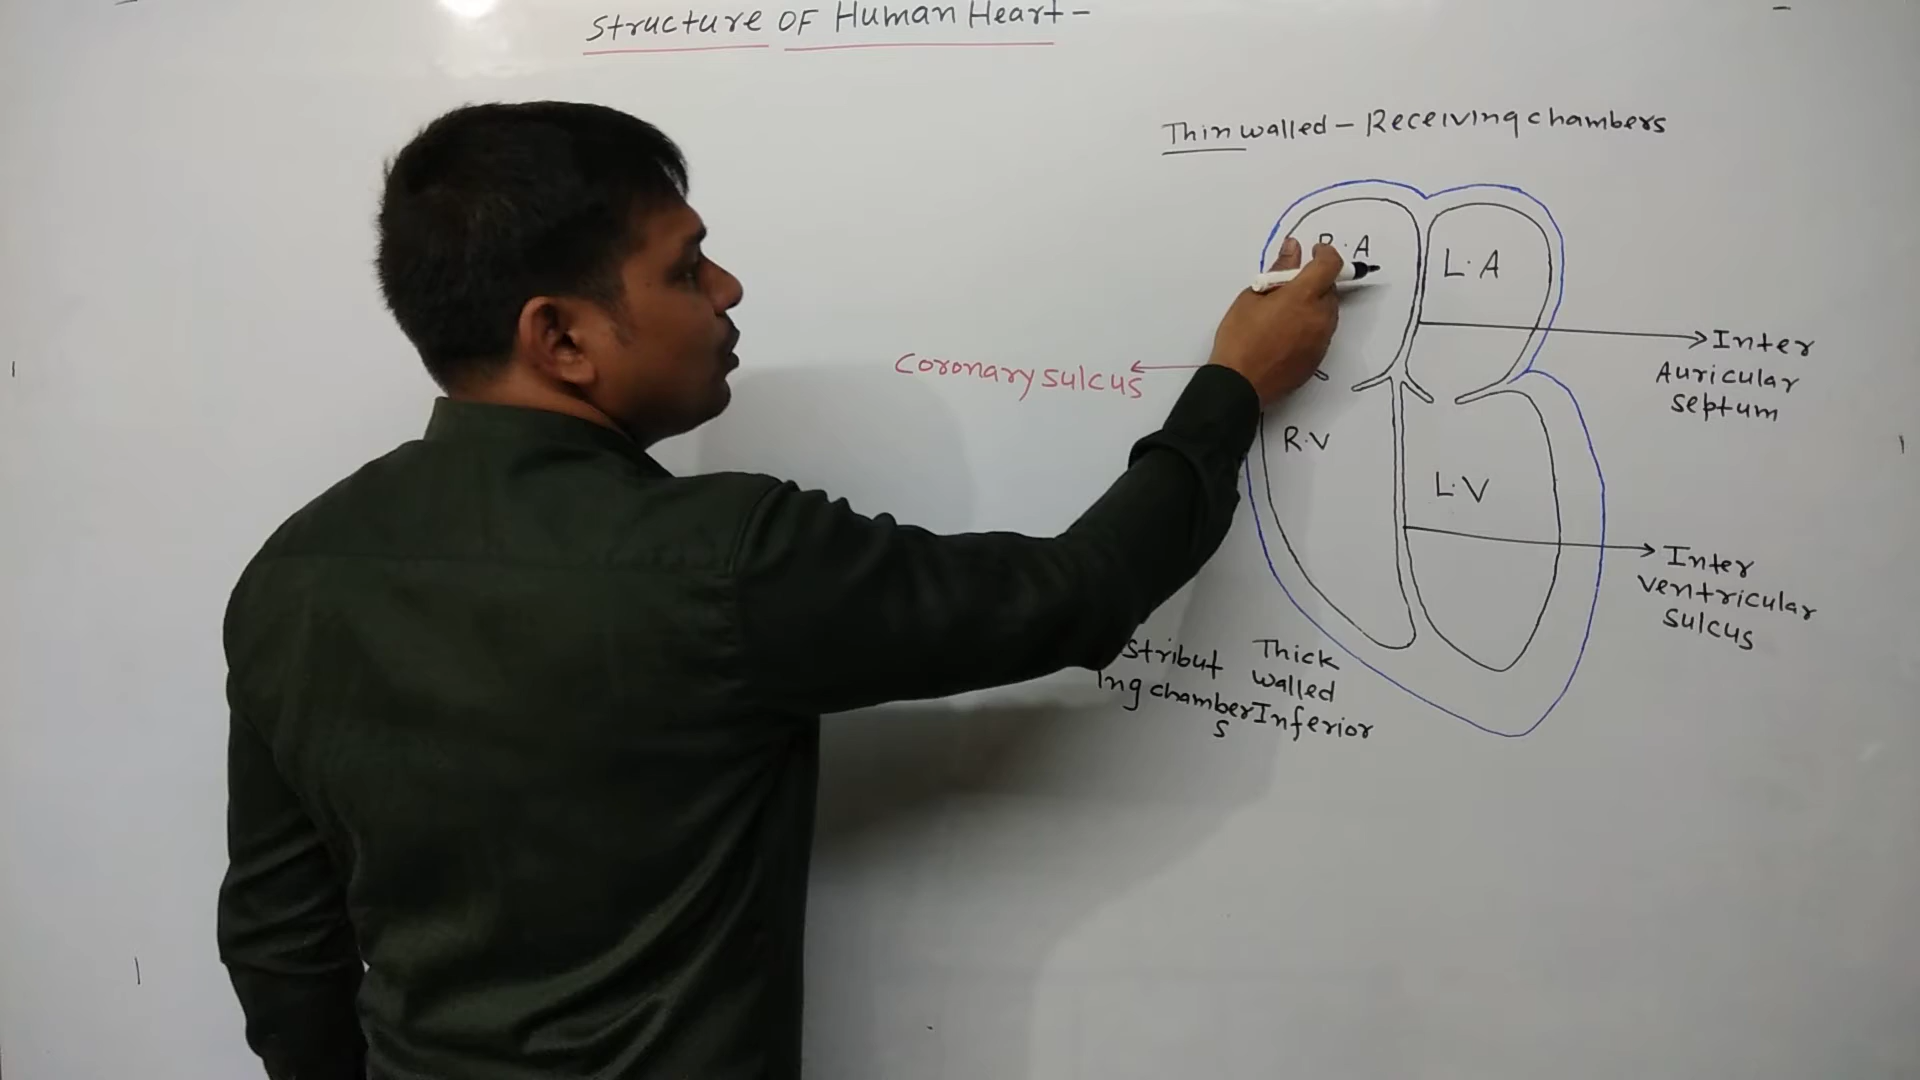 Structure OF Human Heart -
Thin walled - Receiving chambers
R.A
L.A
Inter
Auricular
septum
Coronary sulcus
R.V
L.V
Inter
ventricular
sulcus
stribut
ing chamber
s
Thick
walled
Inferior